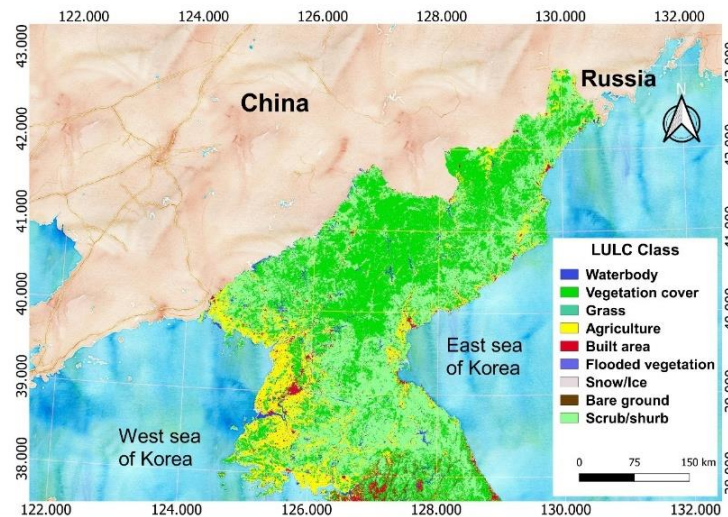 122.000 124.000 126.000 128.000 130.000 132.000
43.000
42.000
41.000
40.000
39.000
38.000
China
Russia
N
East sea
of Korea
West sea
of Korea
LULC Class
Waterbody
Vegetation cover
Grass
Agriculture
Built area
Flooded vegetation
Snow/Ice
Bare ground
Scrub/shurb
0 75 150 km
122.000 124.000 126.000 128.000 130.000 132.000